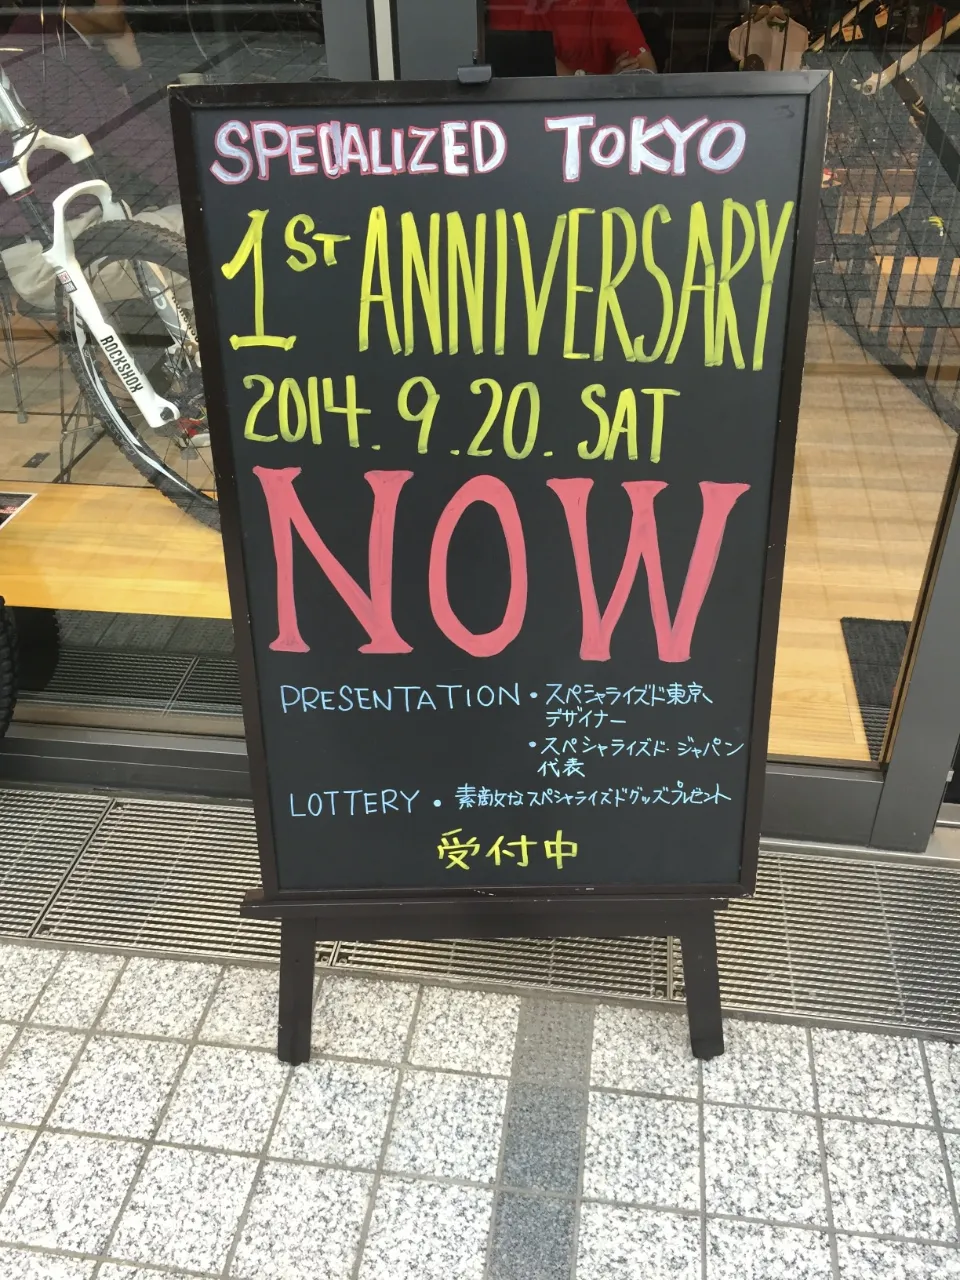 SPECIALIZED TOKYO
1ST ANNIVERSARY
2014.9.20.SAT
NOW
PRESENTATION・スペシャライズド東京、
デザイナー
・スペシャライズド・ジャパン
代表
LOTTERY・素敵なスペシャライズドグッズプレゼント
受付中
ROCKSHOX